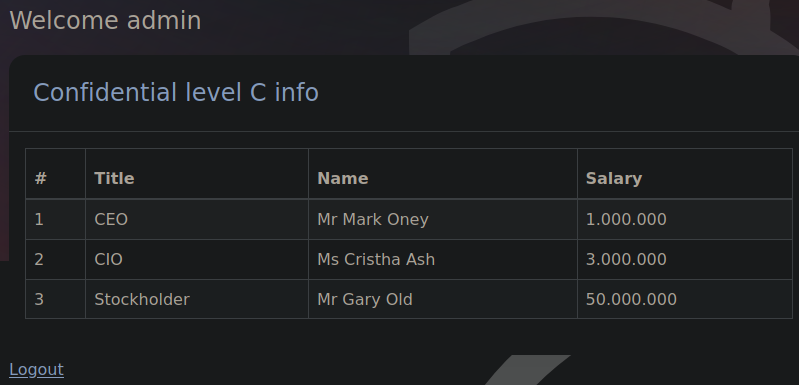 Welcome admin
Confidential level C info
# Title Name Salary
1 CEO Mr Mark Oney 1.000.000
2 CIO Ms Cristha Ash 3.000.000
3 Stockholder Mr Gary Old 50.000.000
Logout